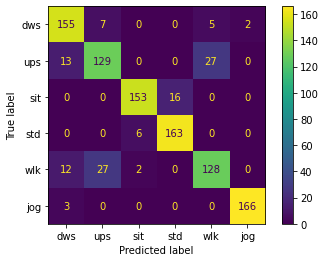 dws 155 7 0 0 5 2
ups 13 129 0 0 27 0
sit 0 0 153 16 0 0
std 0 0 6 163 0 0
wlk 12 27 2 0 128 0
jog 3 0 0 0 0 166
dws ups sit std wlk jog
Predicted label
True label
160
140
120
100
80
60
40
20
0